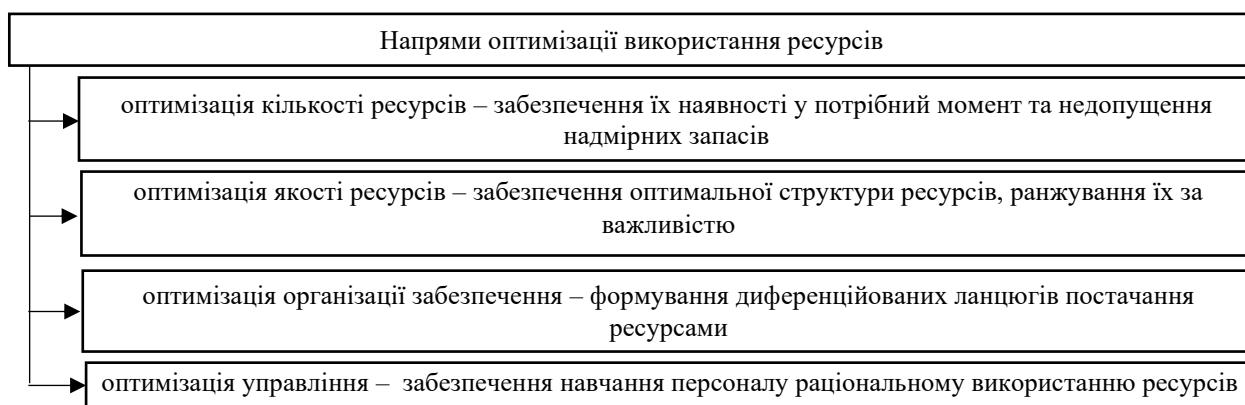 Напрями оптимізації використання ресурсів
оптимізація кількості ресурсів – забезпечення їх наявності у потрібний момент та недопущення
надмірних запасів
оптимізація якості ресурсів – забезпечення оптимальної структури ресурсів, ранжування їх за
важливістю
оптимізація організації забезпечення – формування диференційованих ланцюгів постачання
ресурсами
оптимізація управління – забезпечення навчання персоналу раціональному використанню ресурсів